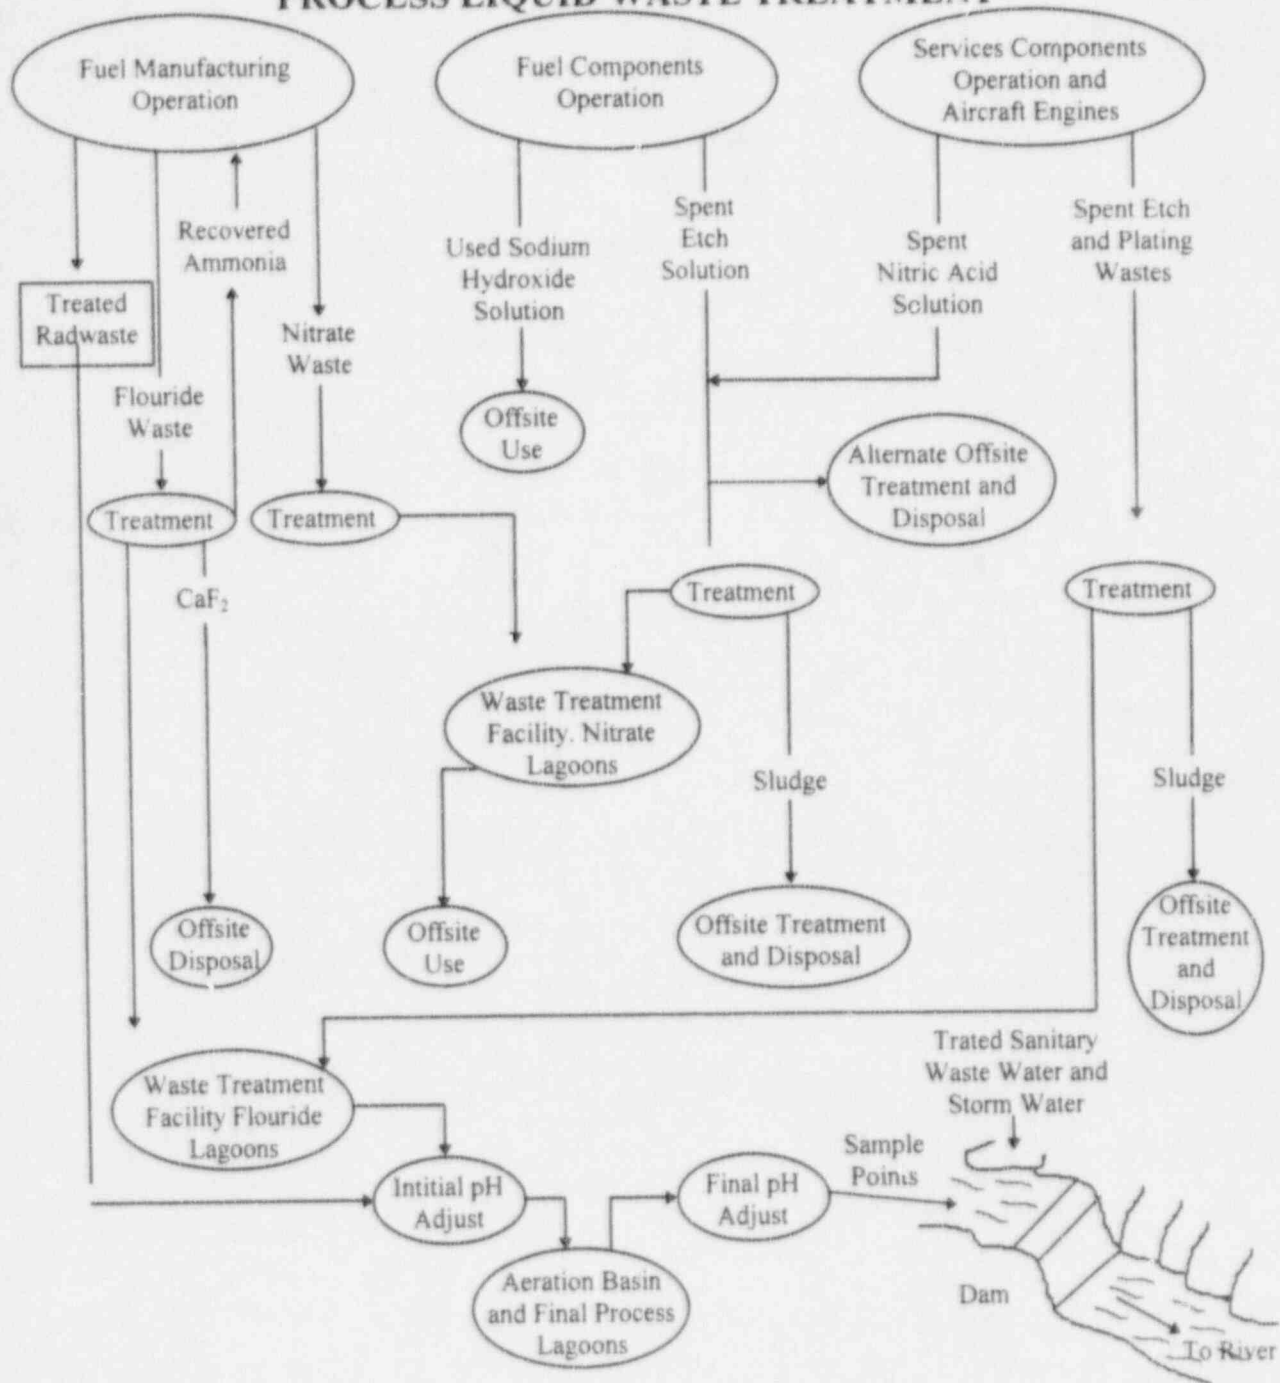 PROCESS LIQUID WASTE TREATMENT
Fuel Manufacturing
Operation
Fuel Components
Operation
Services Components
Operation and
Aircraft Engines
Recovered
Ammonia
Used Sodium
Hydroxide
Solution
Spent
Etch
Solution
Spent
Nitric Acid
Solution
Spent Etch
and Plating
Wastes
Treated
Radwaste
Nitrate
Waste
Flouride
Waste
Offsite
Use
Alternate Offsite
Treatment and
Disposal
Treatment
Treatment
CaF₂
Treatment
Treatment
Waste Treatment
Facility. Nitrate
Lagoons
Sludge
Sludge
Offsite
Disposal
Offsite
Use
Offsite Treatment
and Disposal
Offsite
Treatment
and
Disposal
Trated Sanitary
Waste Water and
Storm Water
Waste Treatment
Facility Flouride
Lagoons
Intitial pH
Adjust
Final pH
Adjust
Sample
Points
Aeration Basin
and Final Process
Lagoons
Dam
To River